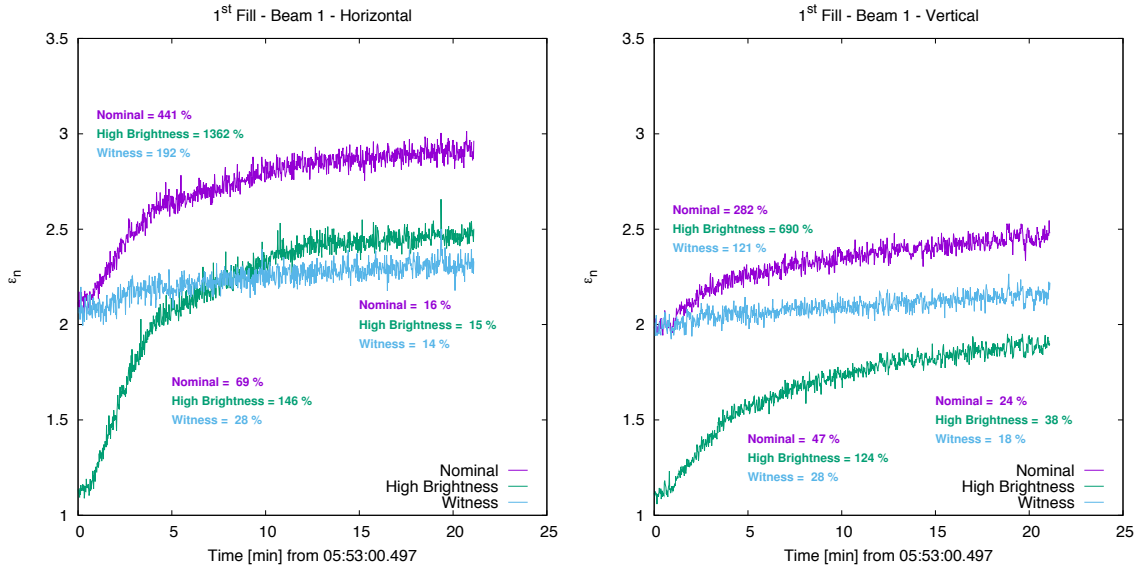 1st Fill - Beam 1 - Horizontal
3.5
3
2.5
2
1.5
1
εn
Nominal = 441 %
High Brightness = 1362 %
Witness = 192 %
Nominal = 16 %
High Brightness = 15 %
Witness = 14 %
Nominal = 69 %
High Brightness = 146 %
Witness = 28 %
Nominal
High Brightness
Witness
0 5 10 15 20 25
Time [min] from 05:53:00.497
1st Fill - Beam 1 - Vertical
3.5
3
2.5
2
1.5
1
εn
Nominal = 282 %
High Brightness = 690 %
Witness = 121 %
Nominal = 24 %
High Brightness = 38 %
Witness = 18 %
Nominal = 47 %
High Brightness = 124 %
Witness = 28 %
Nominal
High Brightness
Witness
0 5 10 15 20 25
Time [min] from 05:53:00.497